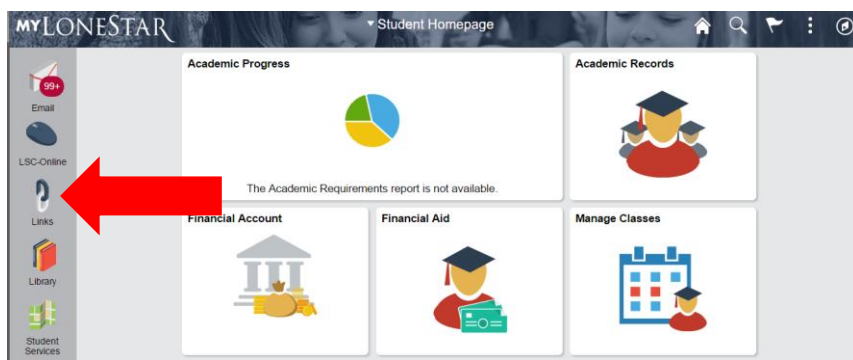 MYLONESTAR
Student Homepage
99+
Email
LSC-Online
Links
Library
Student
Services
Academic Progress
The Academic Requirements report is not available.
Academic Records
Financial Account
Financial Aid
Manage Classes